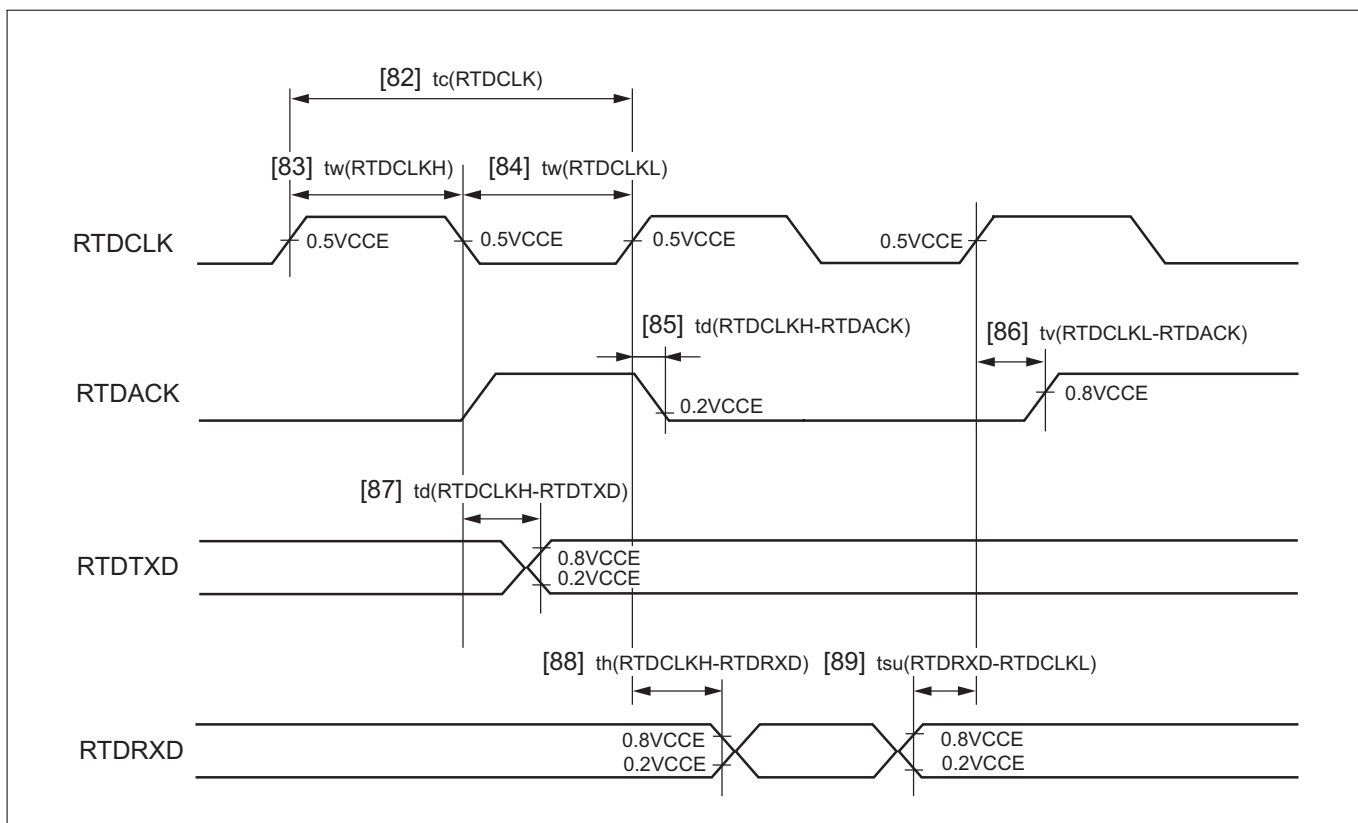 [82] tc(RTDCLK)
[83] tw(RTDCLKH)
[84] tw(RTDCLKL)
RTDCLK
0.5VCCE
0.5VCCE
0.5VCCE
0.5VCCE
[85] td(RTDCLKH-RTDACK)
[86] tv(RTDCLKL-RTDACK)
RTDACK
0.2VCCE
0.8VCCE
[87] td(RTDCLKH-RTDTXD)
RTDTXD
0.8VCCE
0.2VCCE
[88] th(RTDCLKH-RTDRXD)
[89] tsu(RTDRXD-RTDCLKL)
RTDRXD
0.8VCCE
0.2VCCE
0.8VCCE
0.2VCCE